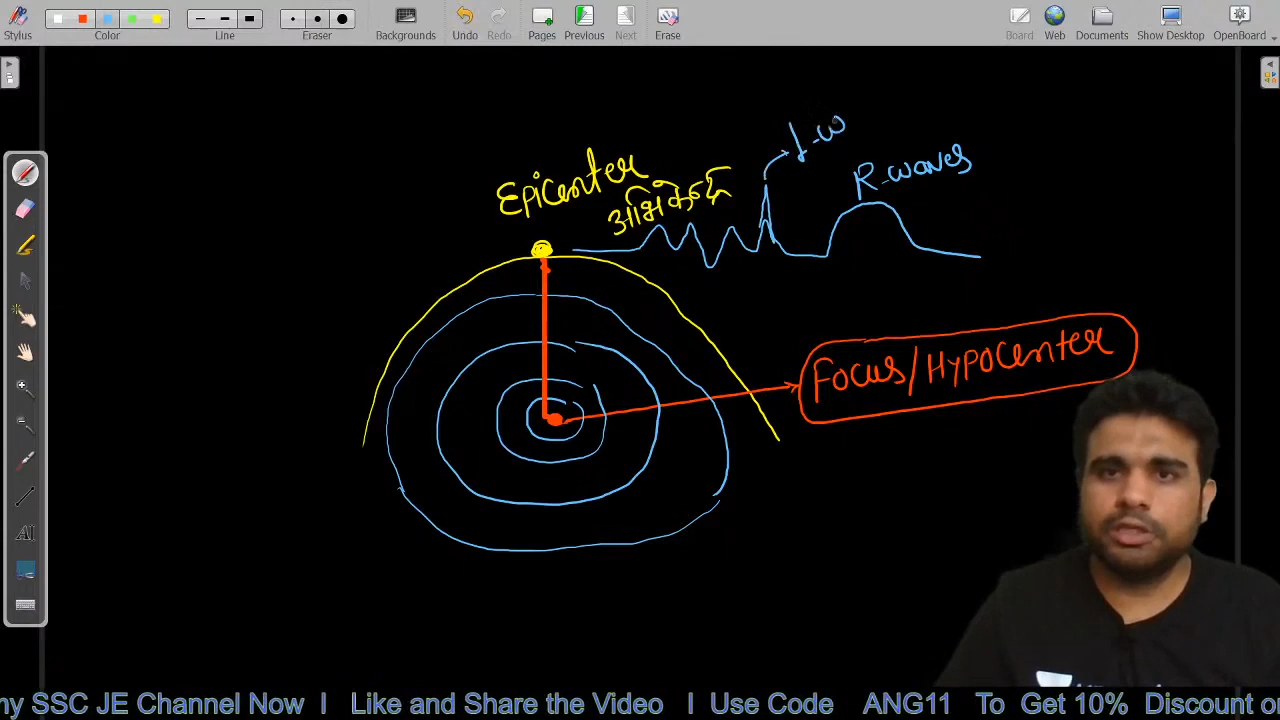 Stylus
Color
Line
Eraser
Backgrounds
Undo
Redo
Pages
Previous
Next
Erase
Board
Web
Documents
Show Desktop
OpenBoard
Epicenter
R-waves
Focus/Hypocenter
AI
ny SSC JE Channel Now I Like and Share the Video I Use Code ANG11 To Get 10% Discount o